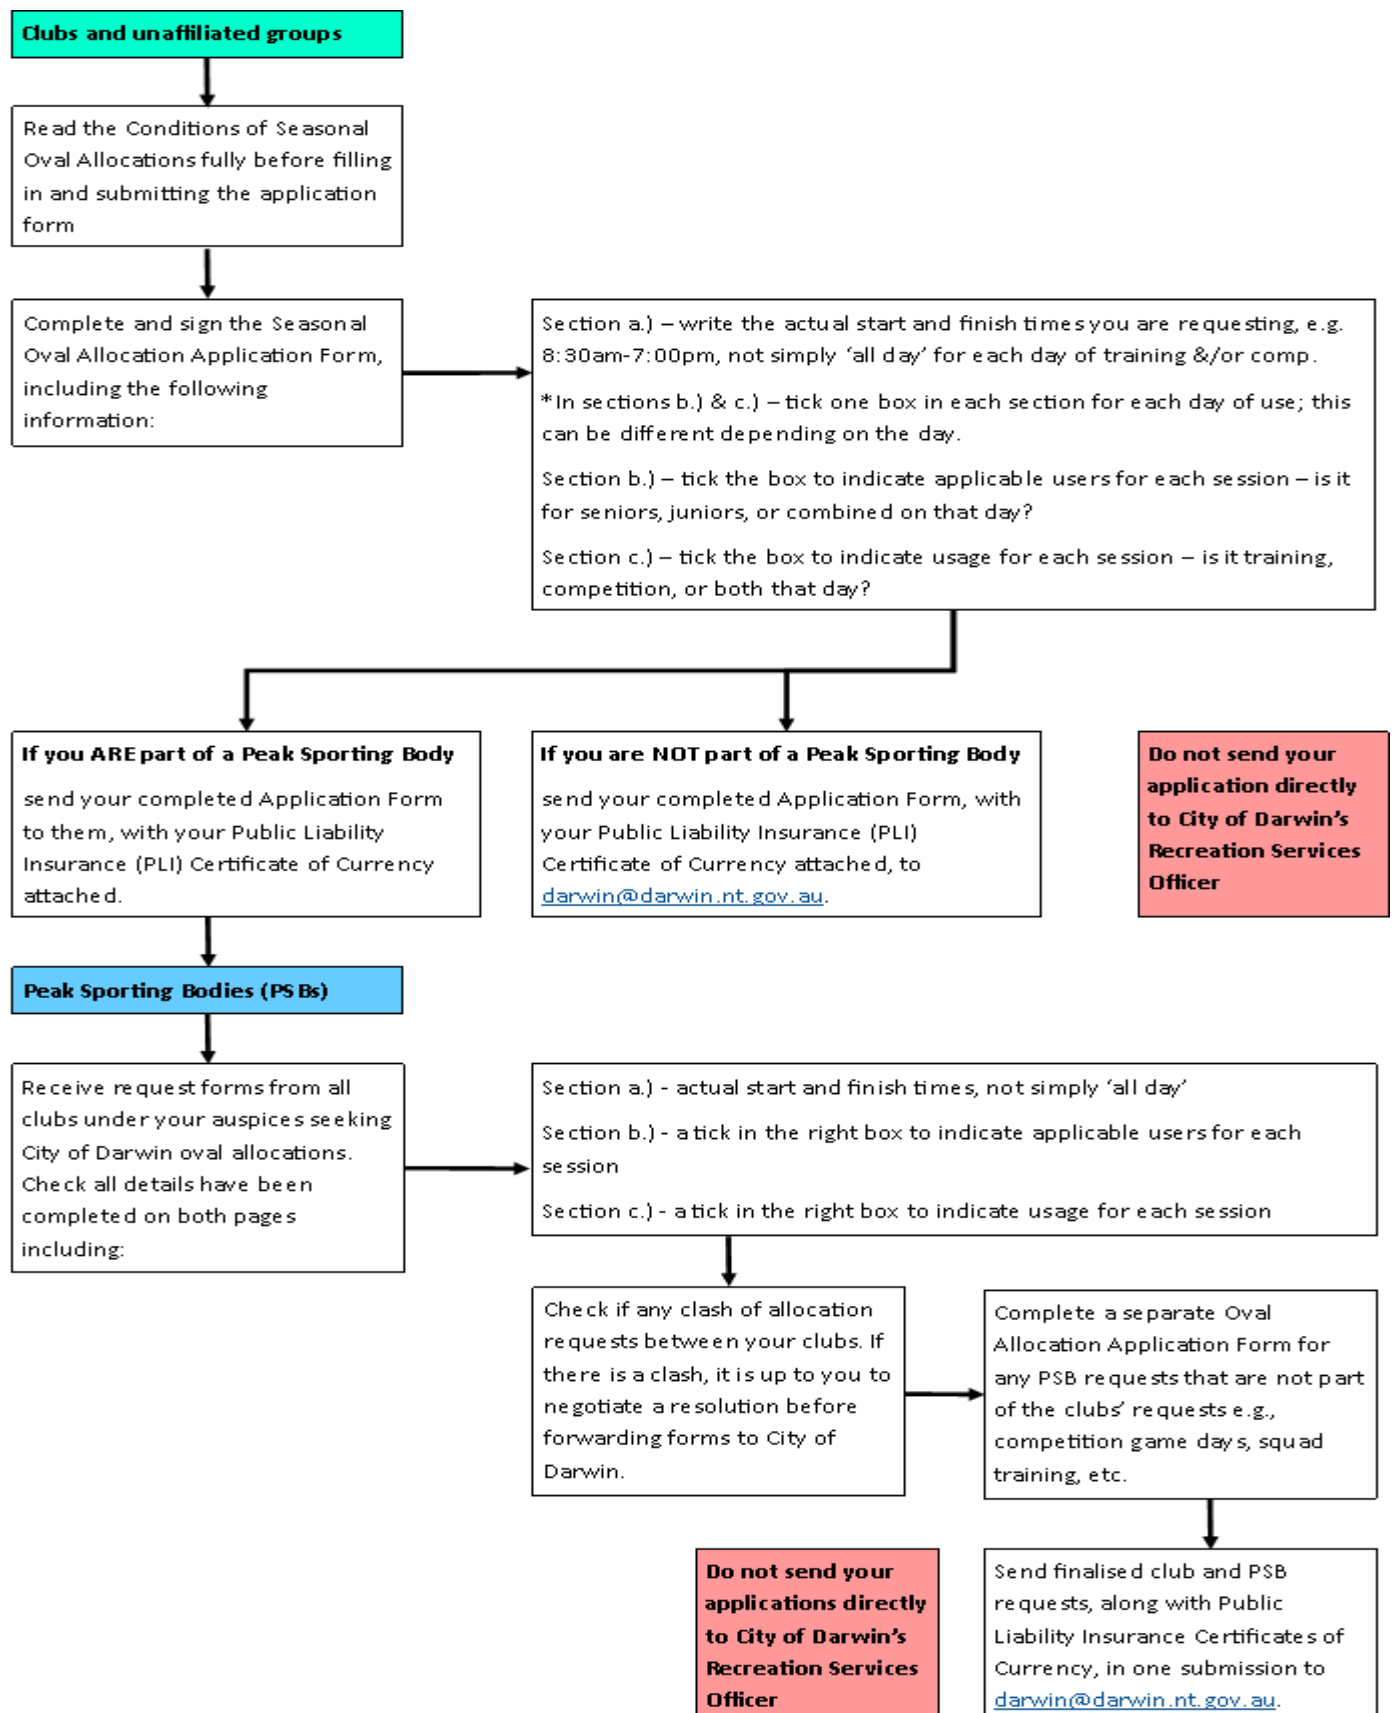 Clubs and unaffiliated groups
Read the Conditions of Seasonal
Oval Allocations fully before filling
in and submitting the application
form
Complete and sign the Seasonal
Oval Allocation Application Form,
including the following
information:
Section a.) – write the actual start and finish times you are requesting, e.g.
8:30am-7:00pm, not simply ‘all day’ for each day of training &/or comp.
*In sections b.) & c.) – tick one box in each section for each day of use; this
can be different depending on the day.
Section b.) – tick the box to indicate applicable users for each session – is it
for seniors, juniors, or combined on that day?
Section c.) – tick the box to indicate usage for each session – is it training,
competition, or both that day?
If you ARE part of a Peak Sporting Body
send your completed Application Form
to them, with your Public Liability
Insurance (PLI) Certificate of Currency
attached.
If you are NOT part of a Peak Sporting Body
send your completed Application Form, with
your Public Liability Insurance (PLI)
Certificate of Currency attached, to
darwin@darwin.nt.gov.au.
Do not send your
application directly
to City of Darwin’s
Recreation Services
Officer
Peak Sporting Bodies (PSBs)
Receive request forms from all
clubs under your auspices seeking
City of Darwin oval allocations.
Check all details have been
completed on both pages
including:
Section a.) - actual start and finish times, not simply ‘all day’
Section b.) - a tick in the right box to indicate applicable users for each
session
Section c.) - a tick in the right box to indicate usage for each session
Check if any clash of allocation
requests between your clubs. If
there is a clash, it is up to you to
negotiate a resolution before
forwarding forms to City of
Darwin.
Complete a separate Oval
Allocation Application Form for
any PSB requests that are not part
of the clubs’ requests e.g.,
competition game days, squad
training, etc.
Do not send your
applications directly
to City of Darwin’s
Recreation Services
Officer
Send finalised club and PSB
requests, along with Public
Liability Insurance Certificates of
Currency, in one submission to
darwin@darwin.nt.gov.au.